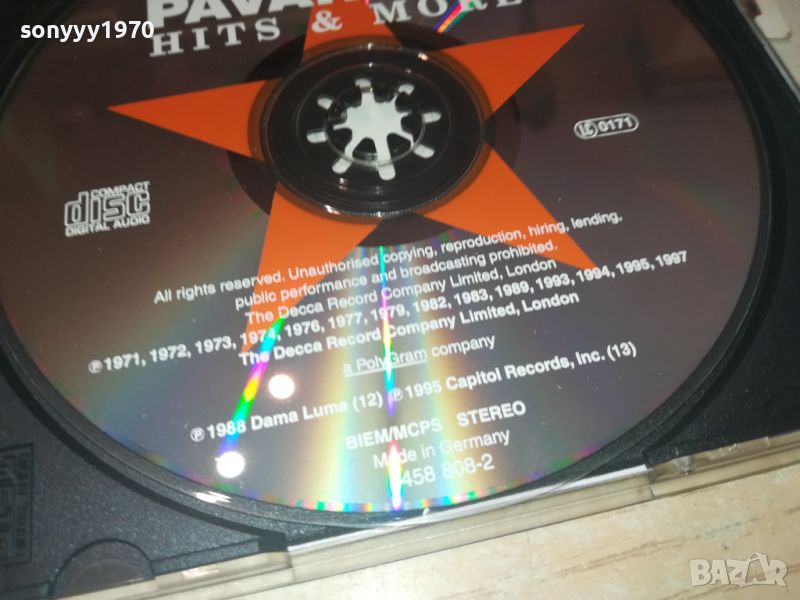 sonyyy1970
HITS & MORE
LC 0171
COMPACT
disc
DIGITAL AUDIO
All rights reserved. Unauthorised copying, reproduction, hiring, lending,
public performance and broadcasting prohibited.
The Decca Record Company Limited, London
℗ 1971, 1972, 1973, 1974, 1976, 1977, 1979, 1982, 1983, 1989, 1993, 1994, 1995, 1997
The Decca Record Company Limited, London
a PolyGram company
℗ 1988 Dama Luma (12) ℗ 1995 Capitol Records, Inc. (13)
BIEM/MCPS STEREO
Made in Germany
458 808-2
BAZAR